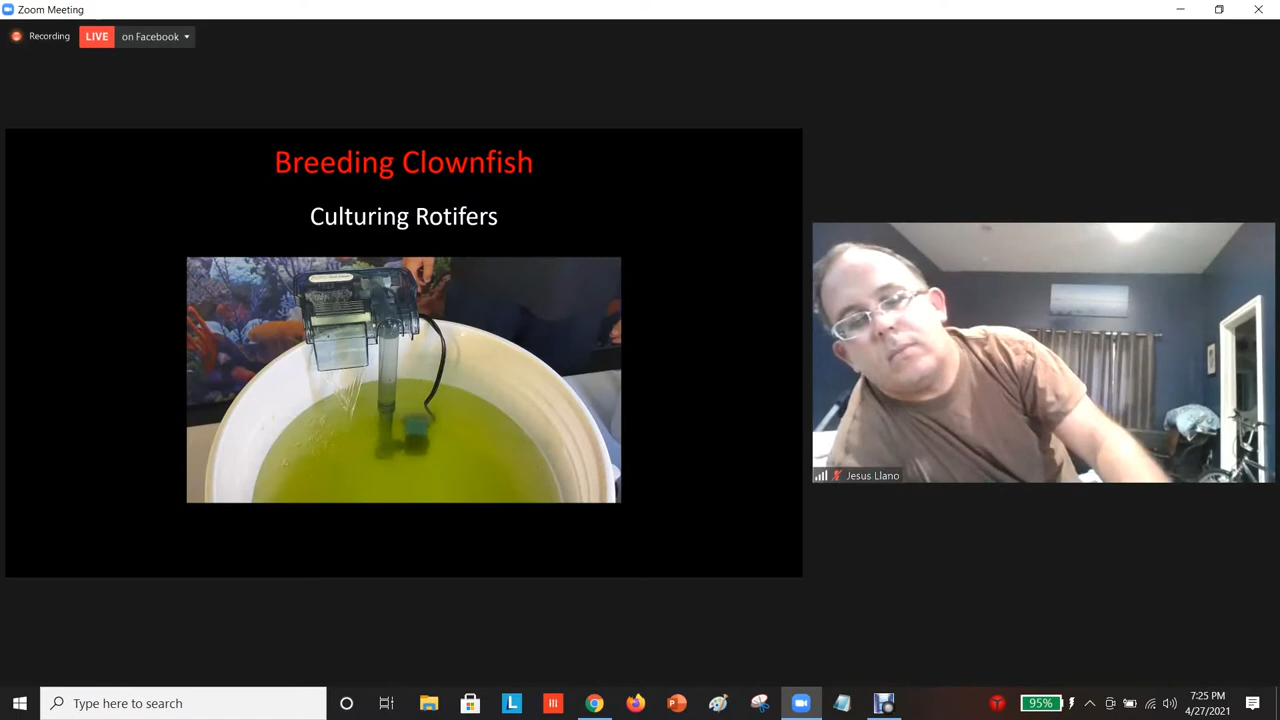 Zoom Meeting
Recording
LIVE
on Facebook
Breeding Clownfish
Culturing Rotifers
Jesus Llano
Type here to search
L
95%
7:25 PM
4/27/2021